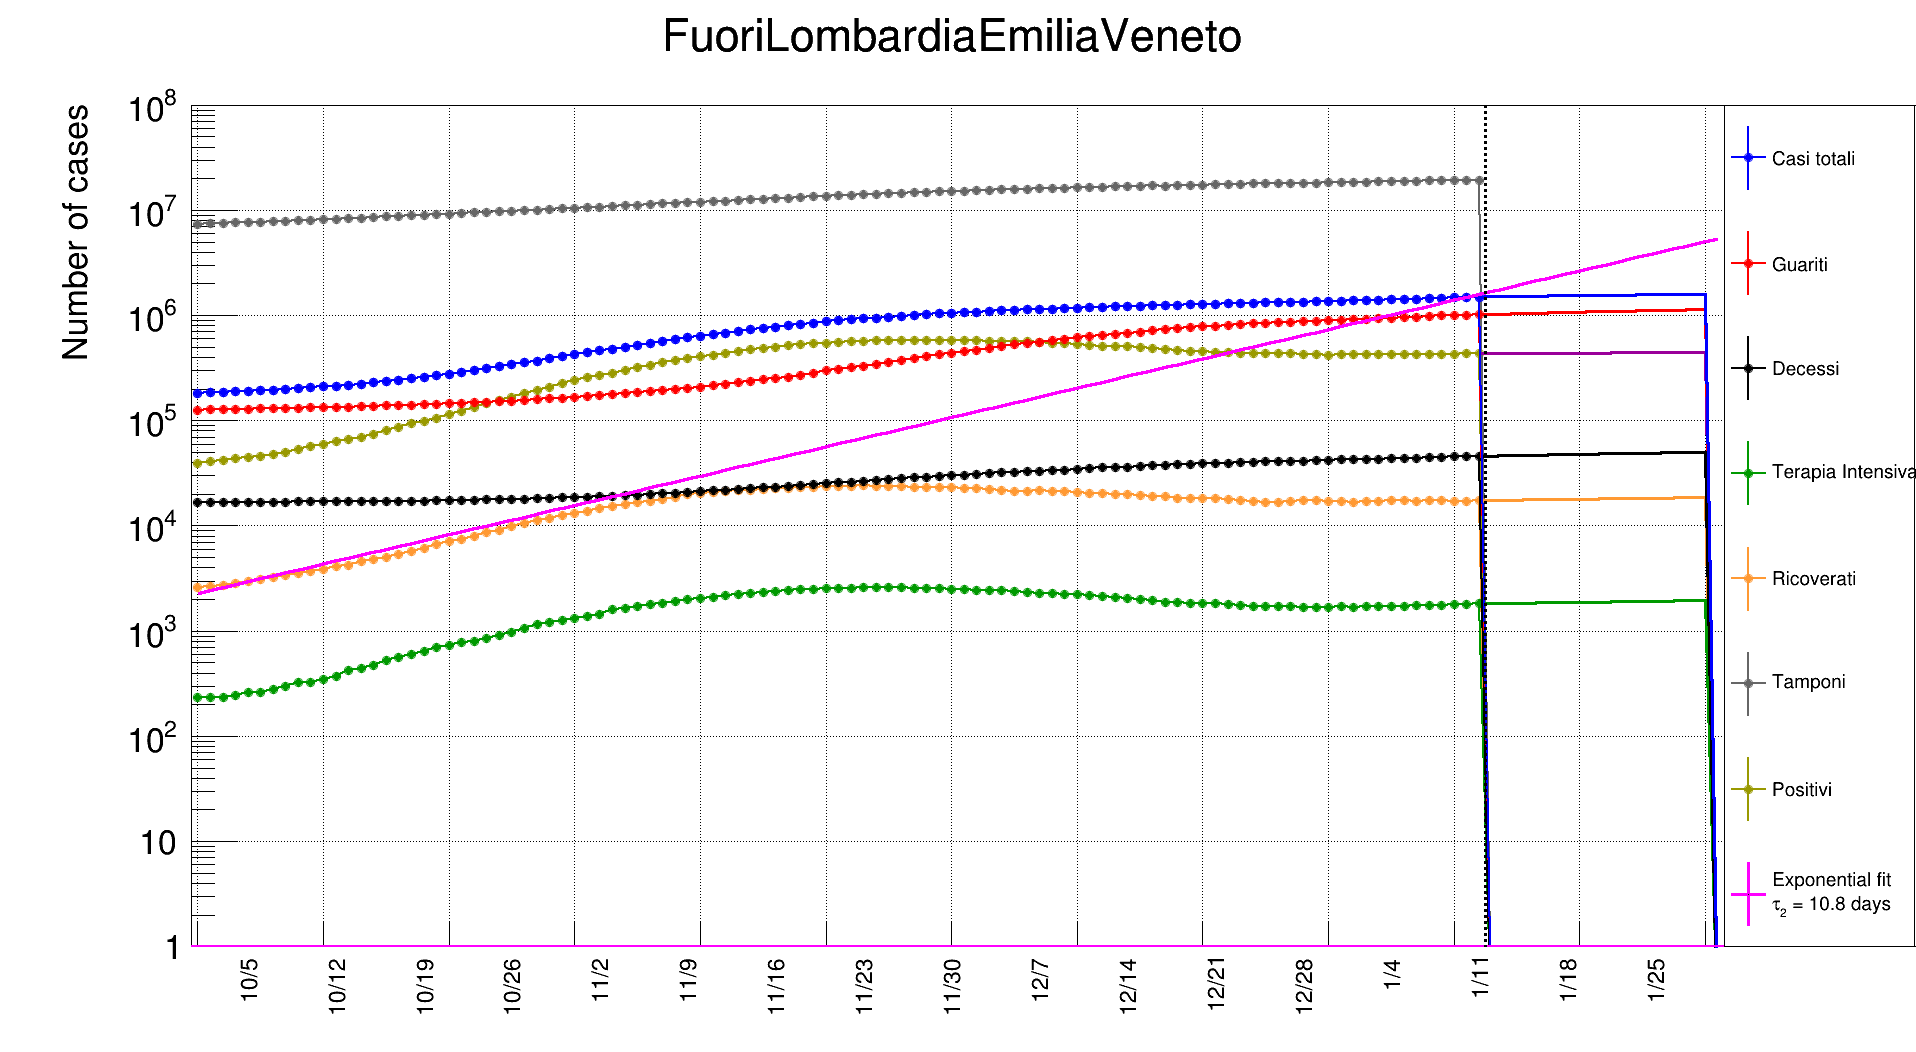 FuoriLombardiaEmiliaVeneto
Number of cases
10^8
10^7
10^6
10^5
10^4
10^3
10^2
10
1
10/5
10/12
10/19
10/26
11/2
11/9
11/16
11/23
11/30
12/7
12/14
12/21
12/28
1/4
1/11
1/18
1/25
Casi totali
Guariti
Decessi
Terapia Intensiva
Ricoverati
Tamponi
Positivi
Exponential fit
τ₂ = 10.8 days